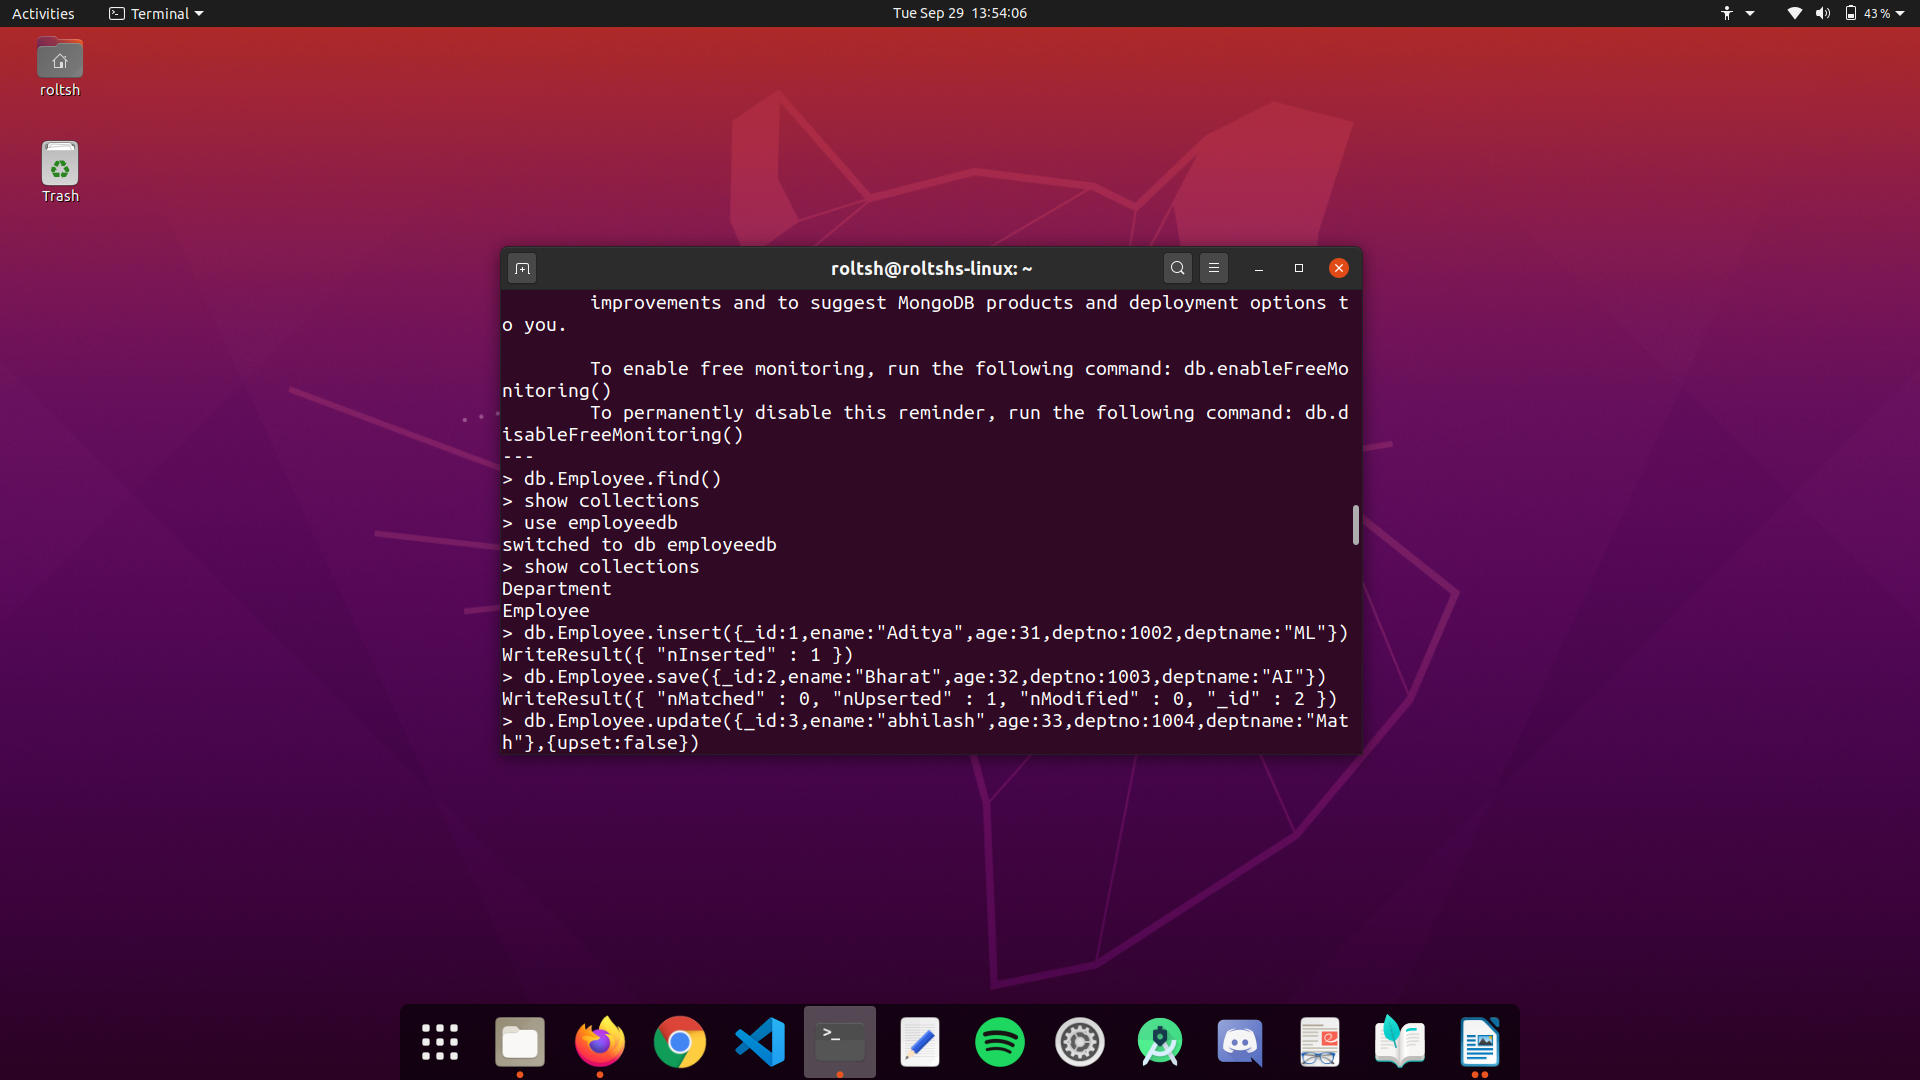 Activities
Terminal
Tue Sep 29 13:54:06
43 %
roltsh
Trash
roltsh@roltshs-linux: ~
improvements and to suggest MongoDB products and deployment options t
o you.
To enable free monitoring, run the following command: db.enableFreeMo
nitoring()
To permanently disable this reminder, run the following command: db.d
isableFreeMonitoring()
---
> db.Employee.find()
> show collections
> use employeedb
switched to db employeedb
> show collections
Department
Employee
> db.Employee.insert({_id:1,ename:"Aditya",age:31,deptno:1002,deptname:"ML"})
WriteResult({ "nInserted" : 1 })
> db.Employee.save({_id:2,ename:"Bharat",age:32,deptno:1003,deptname:"AI"})
WriteResult({ "nMatched" : 0, "nUpserted" : 1, "nModified" : 0, "_id" : 2 })
> db.Employee.update({_id:3,ename:"abhilash",age:33,deptno:1004,deptname:"Mat
h"},{upset:false})